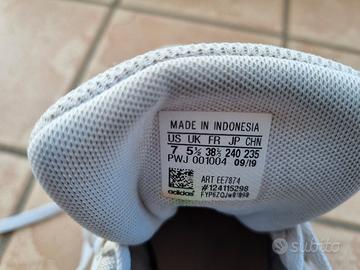 MADE IN INDONESIA
US UK FR JP CHN
7 5½ 38⅔ 240 235
PWJ 001004 09/19
ART EE7874
#124115298
adidas
subito